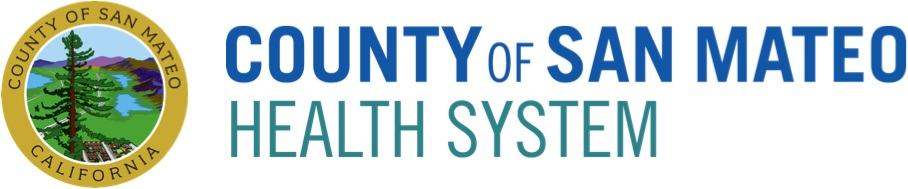 COUNTY OF SAN MATEO
CALIFORNIA
COUNTY OF SAN MATEO
HEALTH SYSTEM